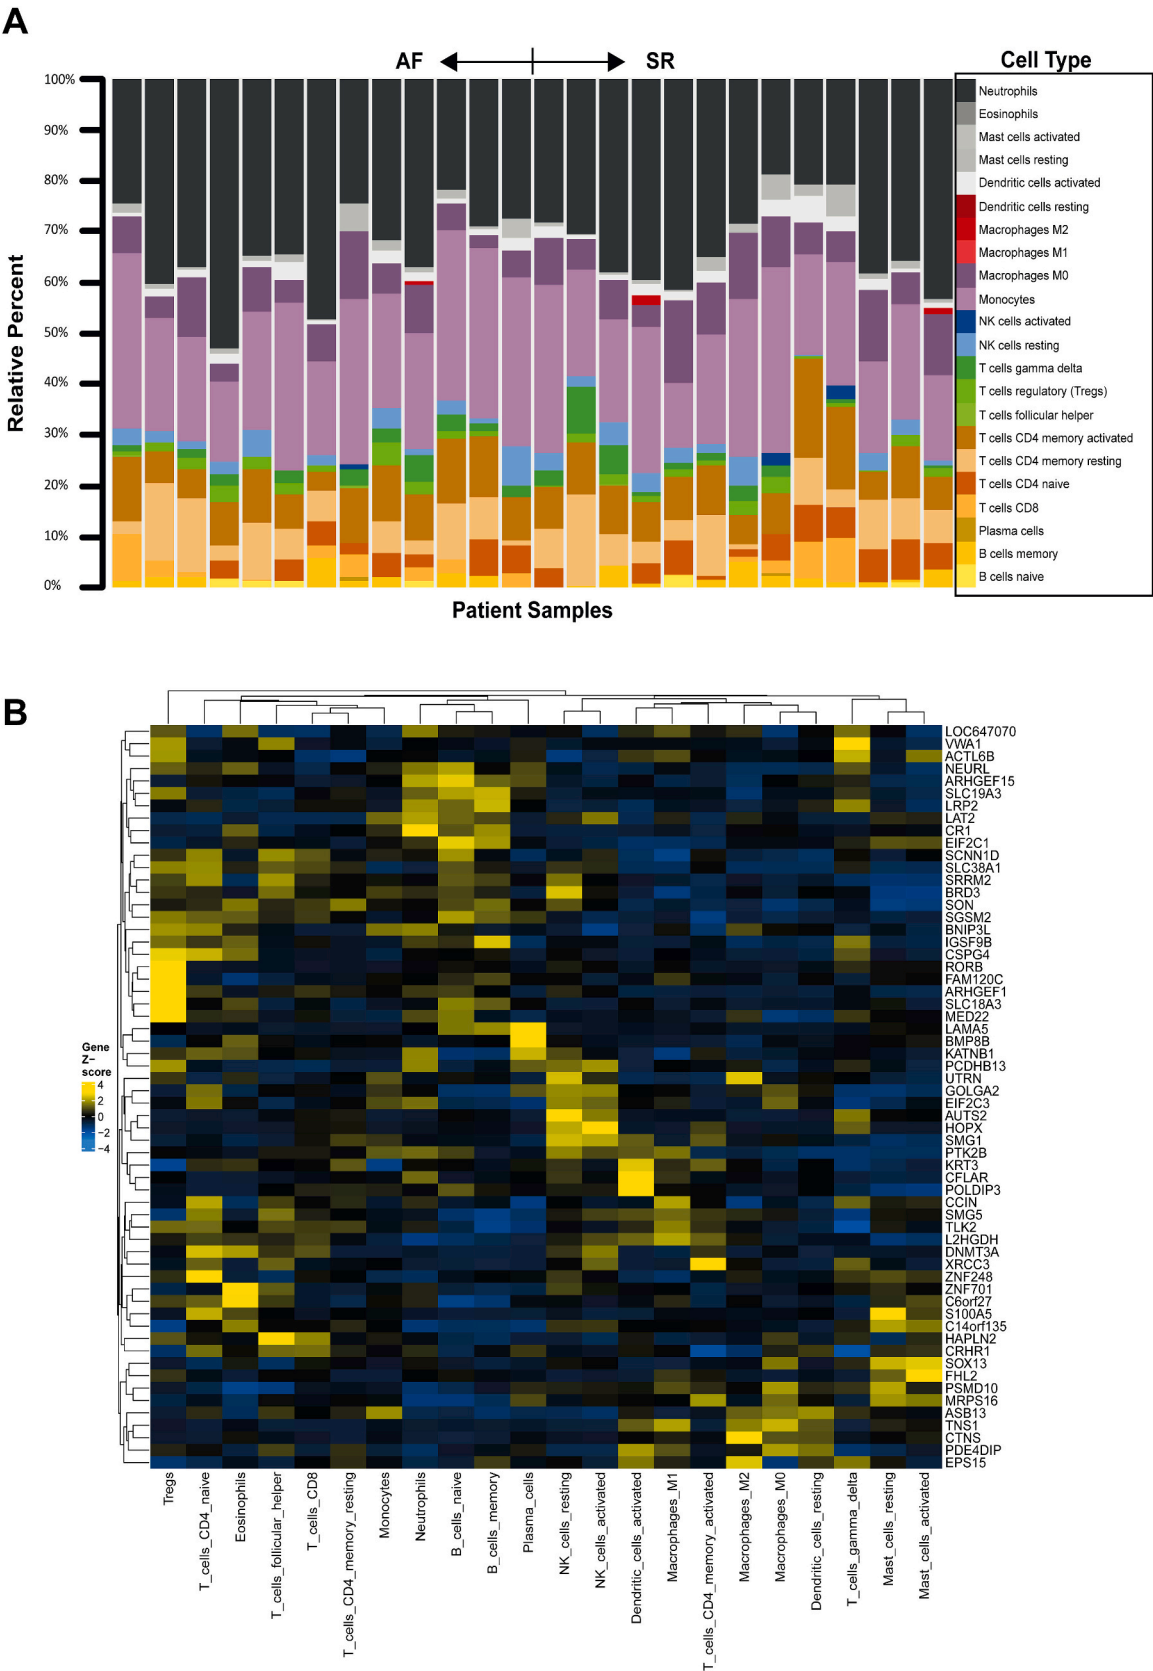 A
AF
SR
Cell Type
100%
90%
80%
70%
60%
50%
40%
30%
20%
10%
0%
Relative Percent
Patient Samples
Neutrophils
Eosinophils
Mast cells activated
Mast cells resting
Dendritic cells activated
Dendritic cells resting
Macrophages M2
Macrophages M1
Macrophages M0
Monocytes
NK cells activated
NK cells resting
T cells gamma delta
T cells regulatory (Tregs)
T cells follicular helper
T cells CD4 memory activated
T cells CD4 memory resting
T cells CD4 naive
T cells CD8
Plasma cells
B cells memory
B cells naive
B
Gene
Z-
score
4
2
0
−2
−4
LOC647070
VWA1
ACTL6B
NEURL
ARHGEF15
SLC19A3
LRP2
LAT2
CR1
EIF2C1
SCNN1D
SLC38A1
SRRM2
BRD3
SON
SGSM2
BNIP3L
IGSF9B
CSPG4
RORB
FAM120C
ARHGEF1
SLC18A3
MED22
LAMA5
BMP8B
KATNB1
PCDHB13
UTRN
GOLGA2
EIF2C3
AUTS2
HOPX
SMG1
PTK2B
KRT3
CFLAR
POLDIP3
CCIN
SMG5
TLK2
L2HGDH
DNMT3A
XRCC3
ZNF248
ZNF701
C6orf27
S100A5
C14orf135
HAPLN2
CRHR1
SOX13
FHL2
PSMD10
MRPS16
ASB13
TNS1
CTNS
PDE4DIP
EPS15
Tregs
T_cells_CD4_naive
Eosinophils
T_cells_follicular_helper
T_cells_CD8
T_cells_CD4_memory_resting
Monocytes
Neutrophils
B_cells_naive
B_cells_memory
Plasma_cells
NK_cells_resting
NK_cells_activated
Dendritic_cells_activated
Macrophages_M1
T_cells_CD4_memory_activated
Macrophages_M2
Macrophages_M0
Dendritic_cells_resting
T_cells_gamma_delta
Mast_cells_resting
Mast_cells_activated